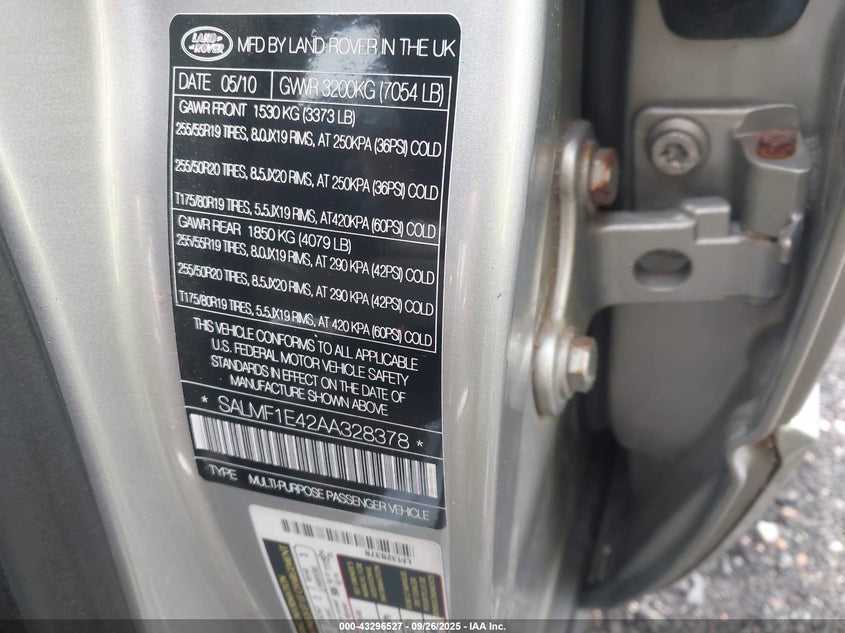 LAND ROVER
MFD BY LAND ROVER IN THE UK
DATE 05/10 GVWR 3200KG (7054 LB)
GAWR FRONT 1530 KG (3373 LB)
255/55R19 TIRES, 8.0JX19 RIMS, AT 250KPA (36PSI) COLD
255/50R20 TIRES, 8.5JX20 RIMS, AT 250KPA (36PSI) COLD
T175/80R19 TIRES, 5.5JX19 RIMS, AT420KPA (60PSI) COLD
GAWR REAR 1850 KG (4079 LB)
255/55R19 TIRES, 8.0JX19 RIMS, AT 290 KPA (42PSI) COLD
255/50R20 TIRES, 8.5JX20 RIMS, AT 290 KPA (42PSI) COLD
T175/80R19 TIRES, 5.5JX19 RIMS, AT 420 KPA (60PSI) COLD
THIS VEHICLE CONFORMS TO ALL APPLICABLE
U.S. FEDERAL MOTOR VEHICLE SAFETY
STANDARDS IN EFFECT ON THE DATE OF
MANUFACTURE SHOWN ABOVE
* SALMF1E42AA328378 *
TYPE MULTI-PURPOSE PASSENGER VEHICLE
LH328378
000-43296527 - 09/26/2025 - IAA Inc.